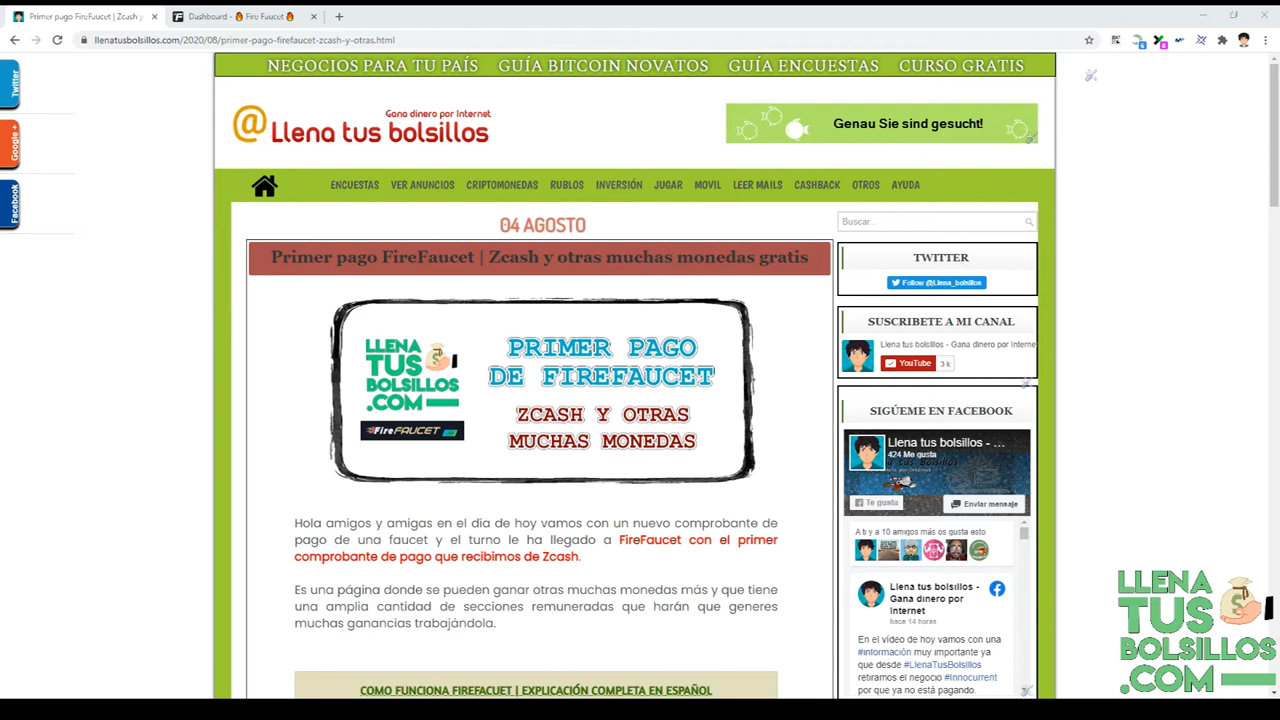 Primer pago FireFaucet | Zcash y
Dashboard - Fire Faucet
llenatusbolsillos.com/2020/08/primer-pago-firefaucet-zcash-y-otras.html
Twitter
Google +
Facebook
NEGOCIOS PARA TU PAÍS GUÍA BITCOIN NOVATOS GUÍA ENCUESTAS CURSO GRATIS
Gana dinero por Internet
@Llena tus bolsillos
Genau Sie sind gesucht!
ENCUESTAS VER ANUNCIOS CRIPTOMONEDAS RUBLOS INVERSIÓN JUGAR MOVIL LEER MAILS CASHBACK OTROS AYUDA
04 AGOSTO
Primer pago FireFaucet | Zcash y otras muchas monedas gratis
LLENA
TUS
BOLSILLOS
.COM
FireFAUCET
PRIMER PAGO
DE FIREFAUCET
ZCASH Y OTRAS
MUCHAS MONEDAS
Hola amigos y amigas en el dia de hoy vamos con un nuevo comprobante de
pago de una faucet y el turno le ha llegado a FireFaucet con el primer
comprobante de pago que recibimos de Zcash.
Es una página donde se pueden ganar otras muchas monedas más y que tiene
una amplia cantidad de secciones remuneradas que harán que generes
muchas ganancias trabajándola.
COMO FUNCIONA FIREFACUET | EXPLICACIÓN COMPLETA EN ESPAÑOL
Buscar...
TWITTER
Follow @Llena_bolsillos
SUSCRIBETE A MI CANAL
Llena tus bolsillos - Gana dinero por Interne
YouTube 3 k
SIGÚEME EN FACEBOOK
Llena tus bolsillos - ...
424 Me gusta
Te gusta
Enviar mensaje
A ti y a 10 amigos más os gusta esto
Llena tus bolsillos -
Gana dinero por
Internet
hace 14 horas
En el vídeo de hoy vamos con una
#información muy importante ya
que desde #LlenaTusBolsillos
retiramos el negocio #Innocurrent
por que ya no está pagando.
LLENA
TUS
BOLSILLOS
.COM